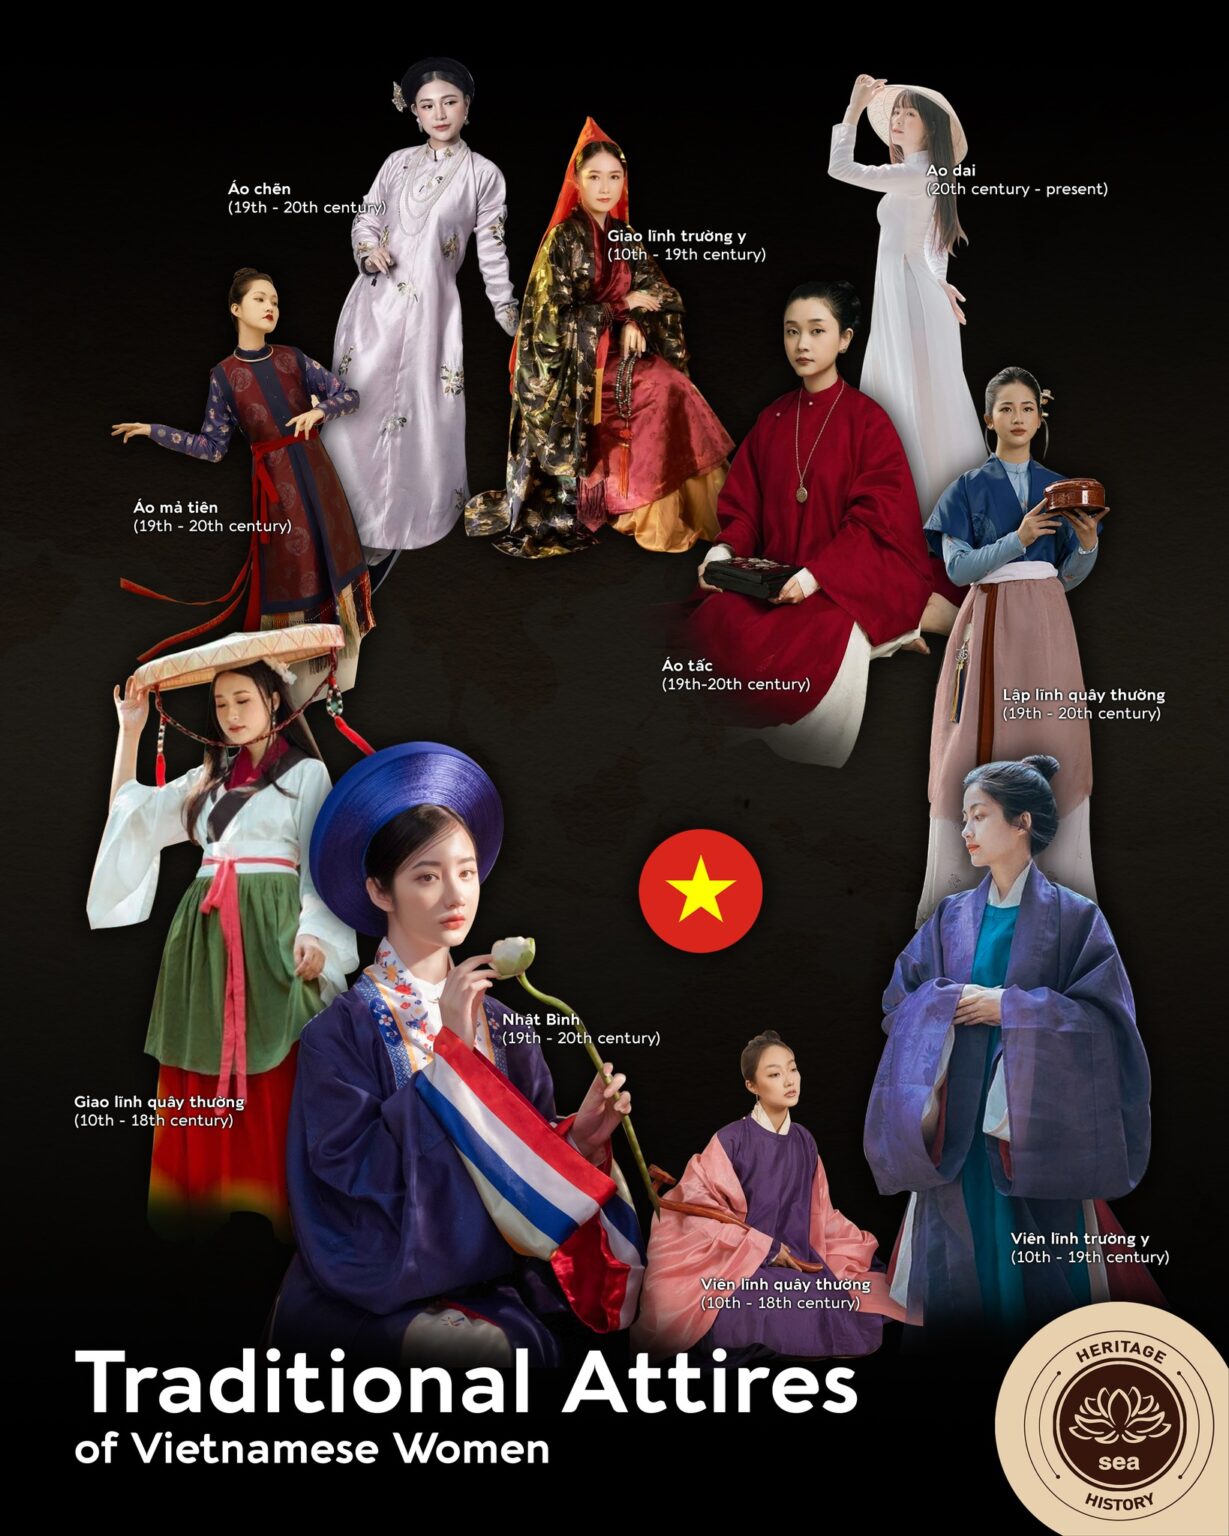 Áo chẽn
(19th - 20th century)
Giao lĩnh trường y
(10th - 19th century)
Ao dai
(20th century - present)
Áo mả tiên
(19th - 20th century)
Áo tấc
(19th-20th century)
Lập lĩnh quây thường
(19th - 20th century)
Nhật Bình
(19th - 20th century)
Giao lĩnh quây thường
(10th - 18th century)
Viên lĩnh trường y
(10th - 19th century)
Viên lĩnh quây thường
(10th - 18th century)
Traditional Attires
of Vietnamese Women
HERITAGE
sea
HISTORY